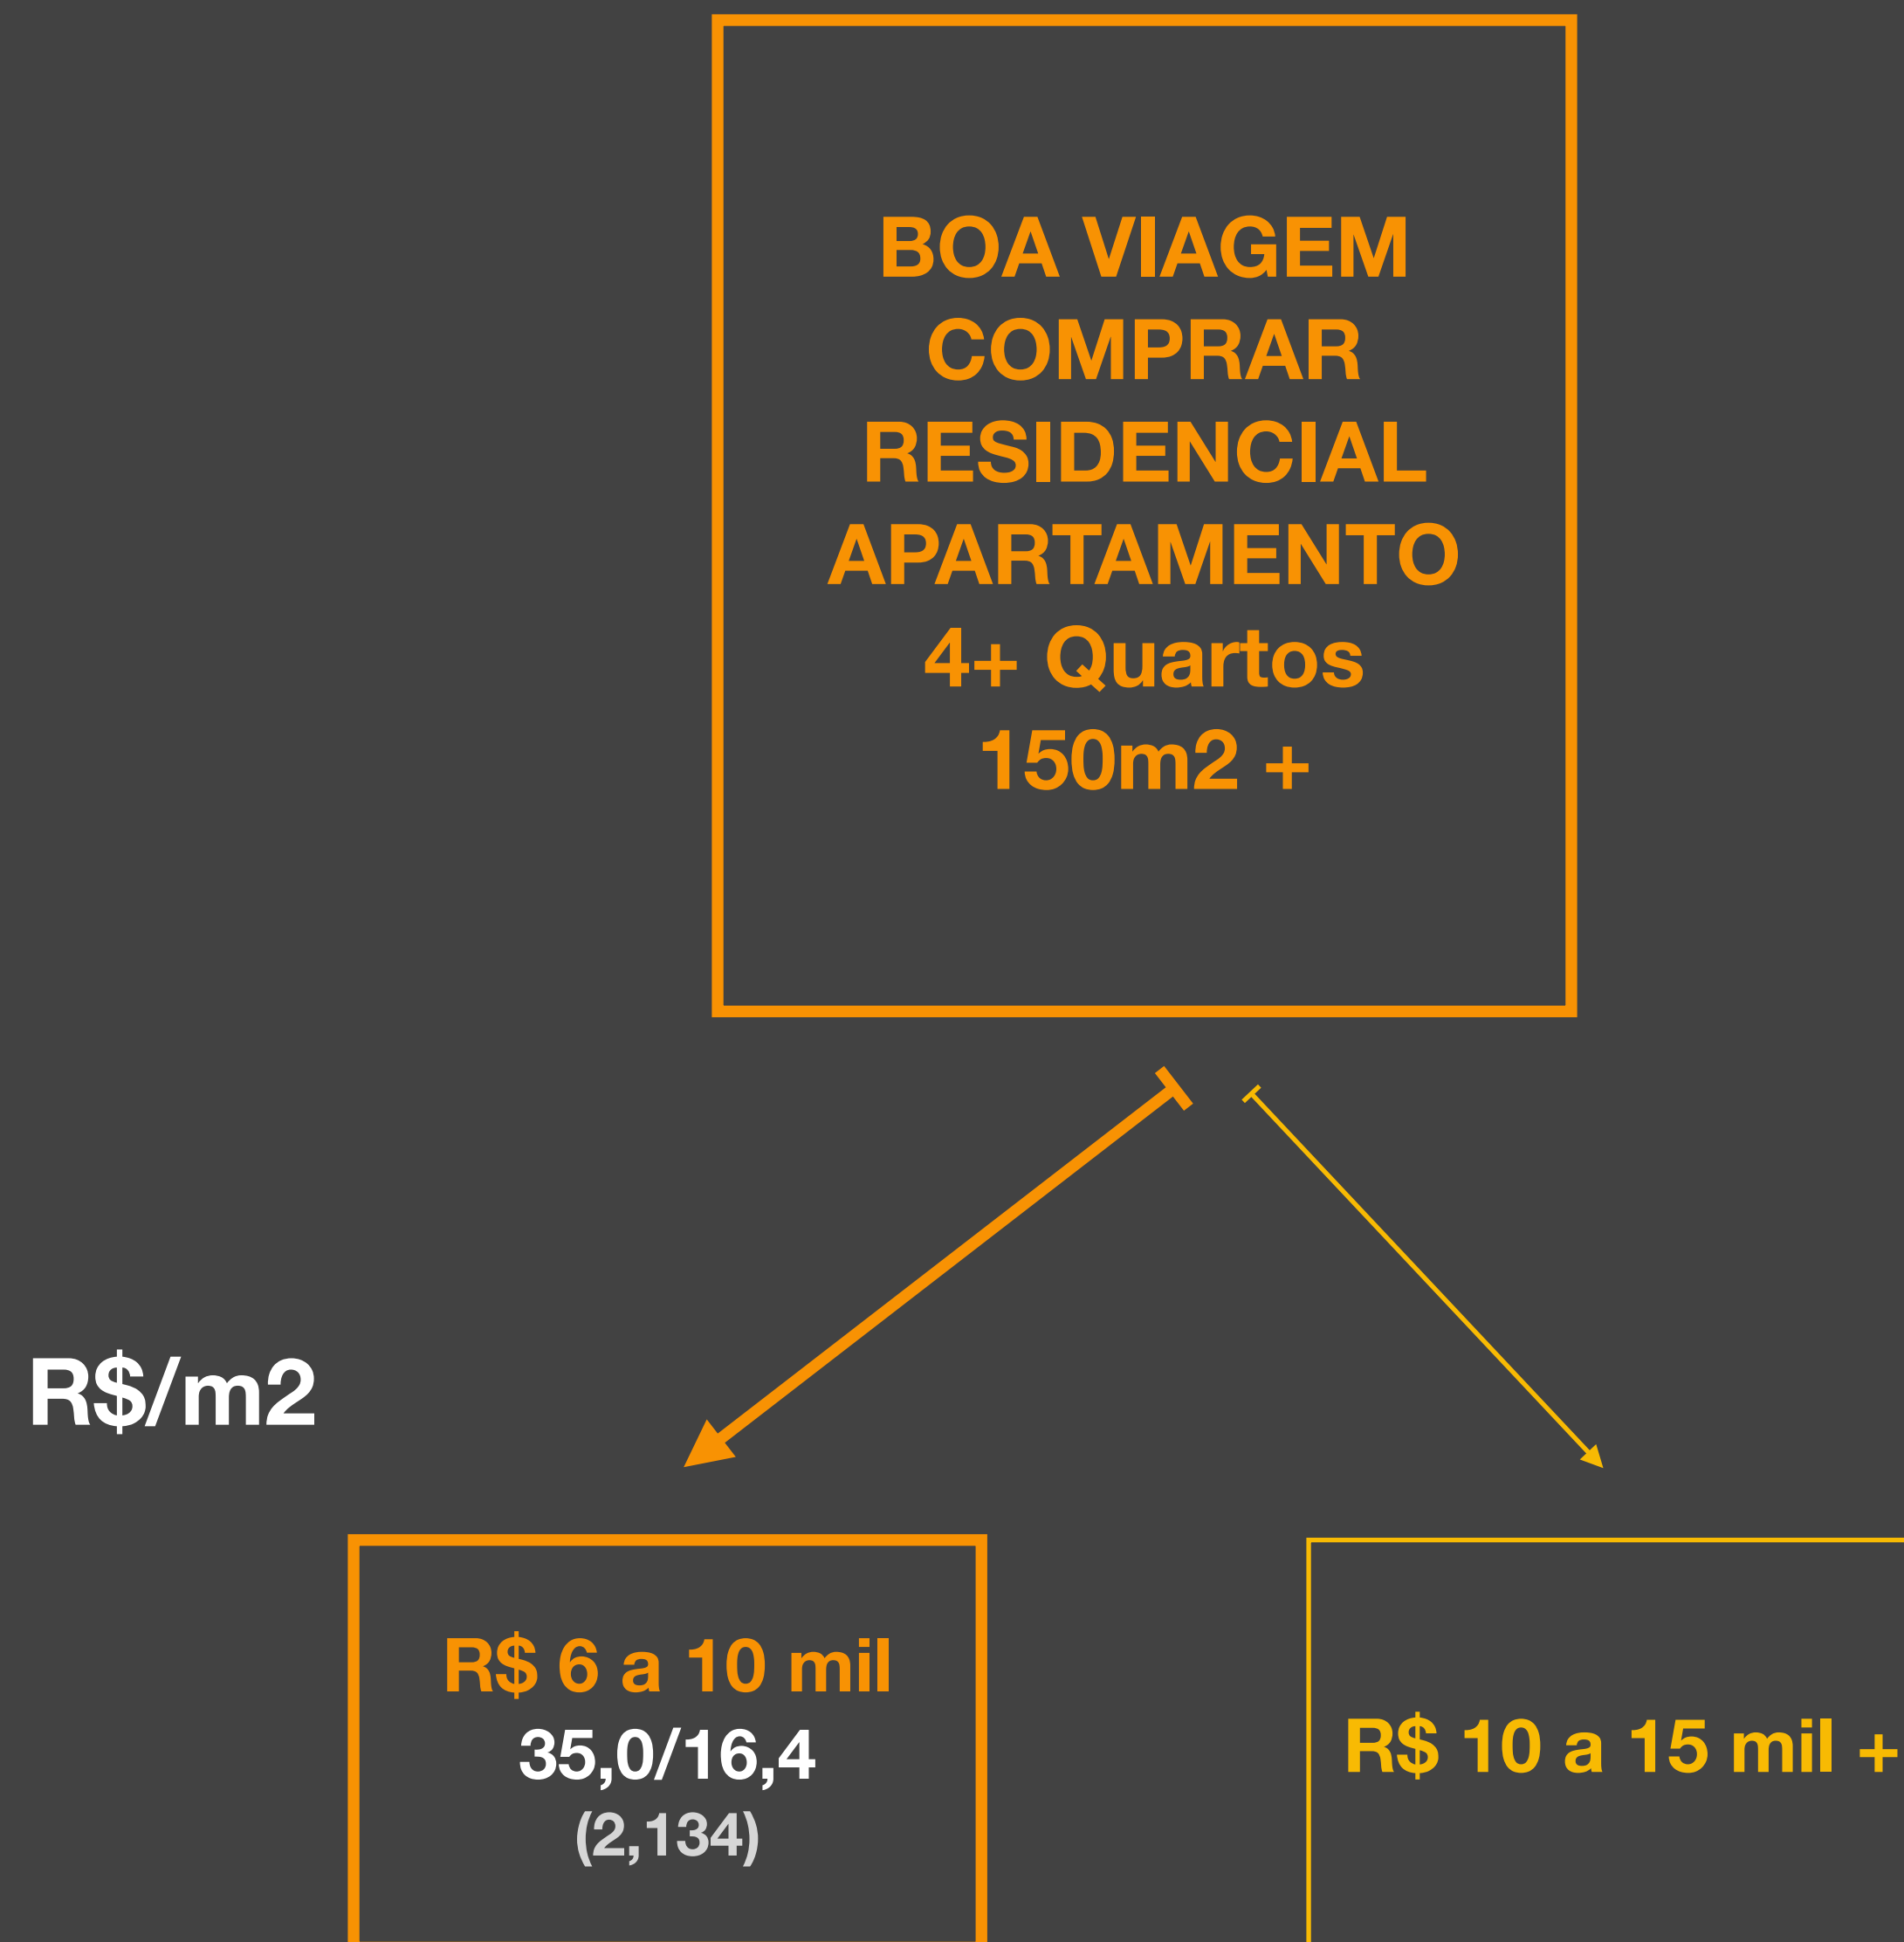 BOA VIAGEM
COMPRAR
RESIDENCIAL
APARTAMENTO
4+ Quartos
150m2 +
R$/m2
R$ 6 a 10 mil
35,0/16,4
(2,134)
R$ 10 a 15 mil +